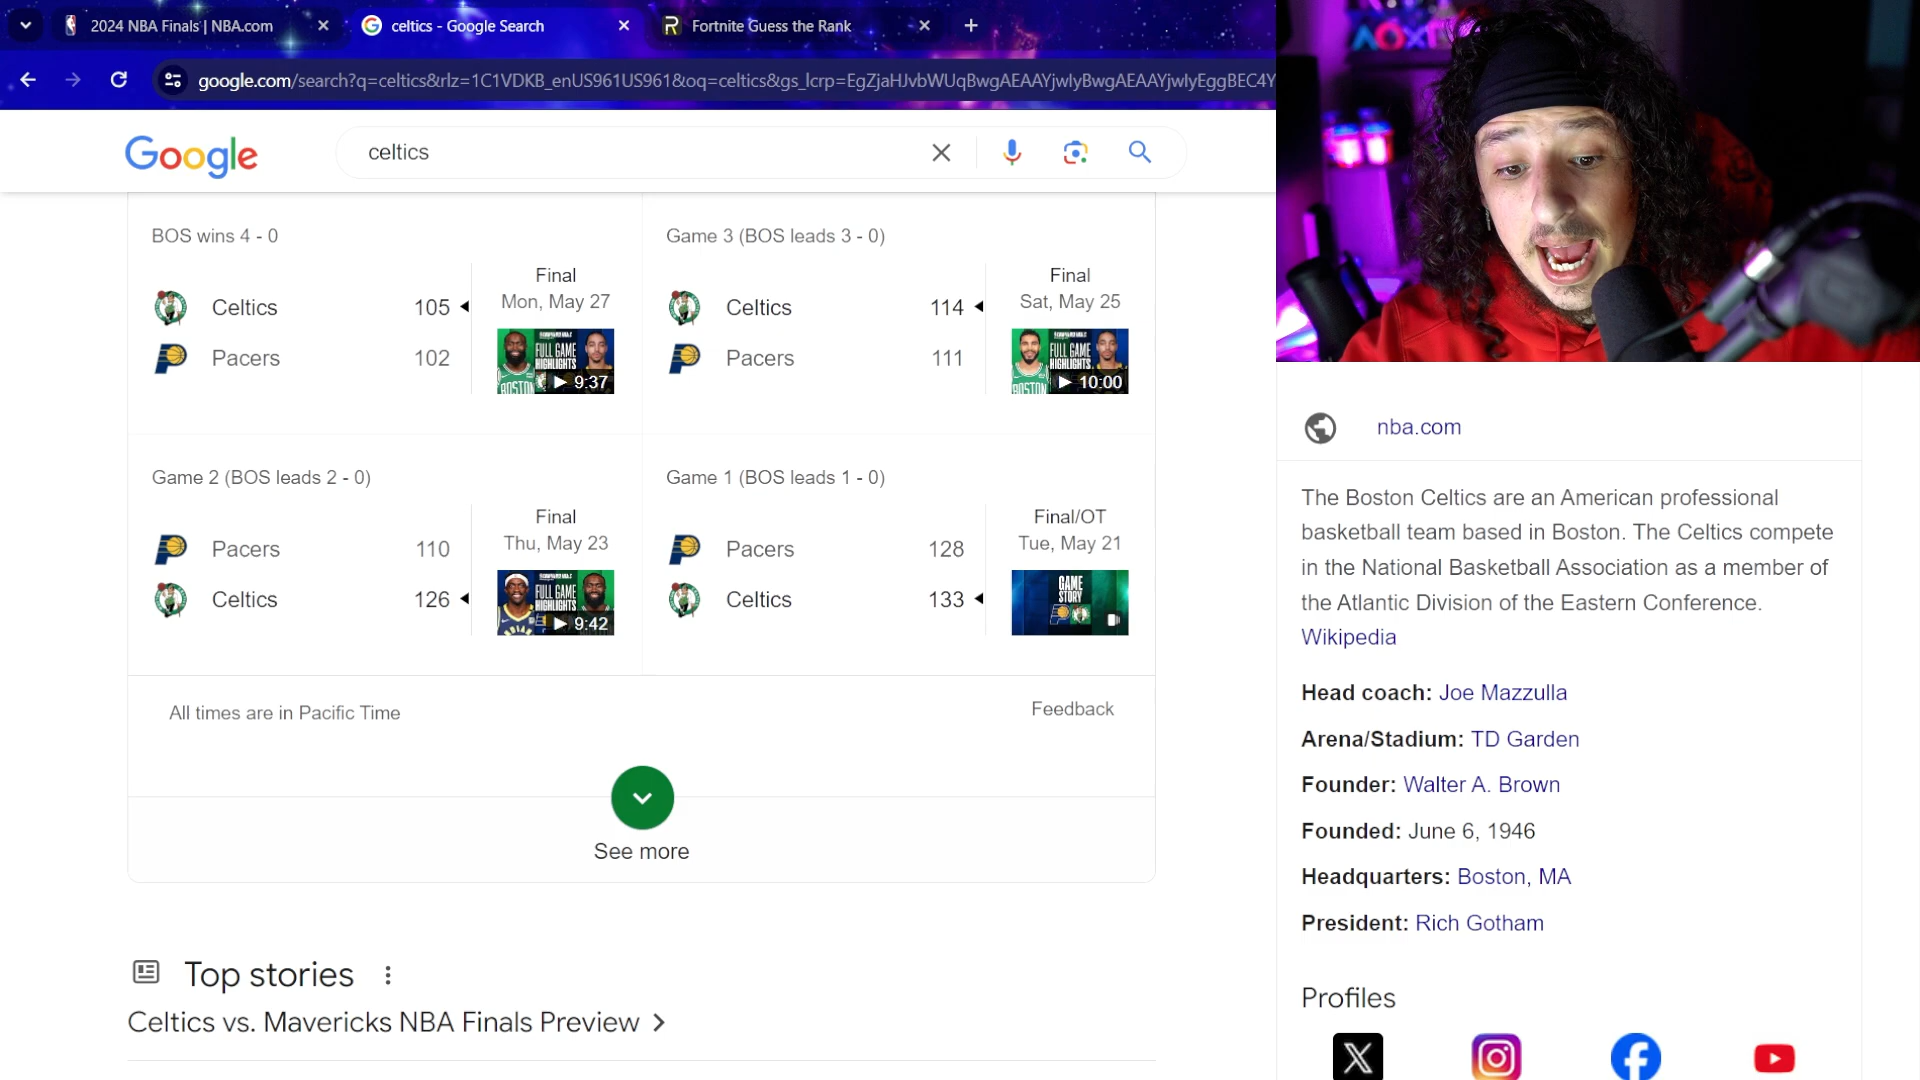 2024 NBA Finals | NBA.com
celtics - Google Search
Fortnite Guess the Rank
google.com/search?q=celtics&rlz=1C1VDKB_enUS961US961&oq=celtics&gs_lcrp=EgZjaHJvbWUqBwgAEAAYjwIyBwgAEAAYjwIyEggBEC4Y
Google
celtics
BOS wins 4 - 0
Final
Mon, May 27
Celtics 105
Pacers 102
FULL GAME
HIGHLIGHTS
BOSTON
9:37
Game 3 (BOS leads 3 - 0)
Final
Sat, May 25
Celtics 114
Pacers 111
FULL GAME
HIGHLIGHTS
BOSTON
10:00
Game 2 (BOS leads 2 - 0)
Final
Thu, May 23
Pacers 110
Celtics 126
FULL GAME
HIGHLIGHTS
9:42
Game 1 (BOS leads 1 - 0)
Final/OT
Tue, May 21
Pacers 128
Celtics 133
GAME
STORY
All times are in Pacific Time
Feedback
See more
Top stories
Celtics vs. Mavericks NBA Finals Preview
nba.com
The Boston Celtics are an American professional
basketball team based in Boston. The Celtics compete
in the National Basketball Association as a member of
the Atlantic Division of the Eastern Conference.
Wikipedia
Head coach: Joe Mazzulla
Arena/Stadium: TD Garden
Founder: Walter A. Brown
Founded: June 6, 1946
Headquarters: Boston, MA
President: Rich Gotham
Profiles